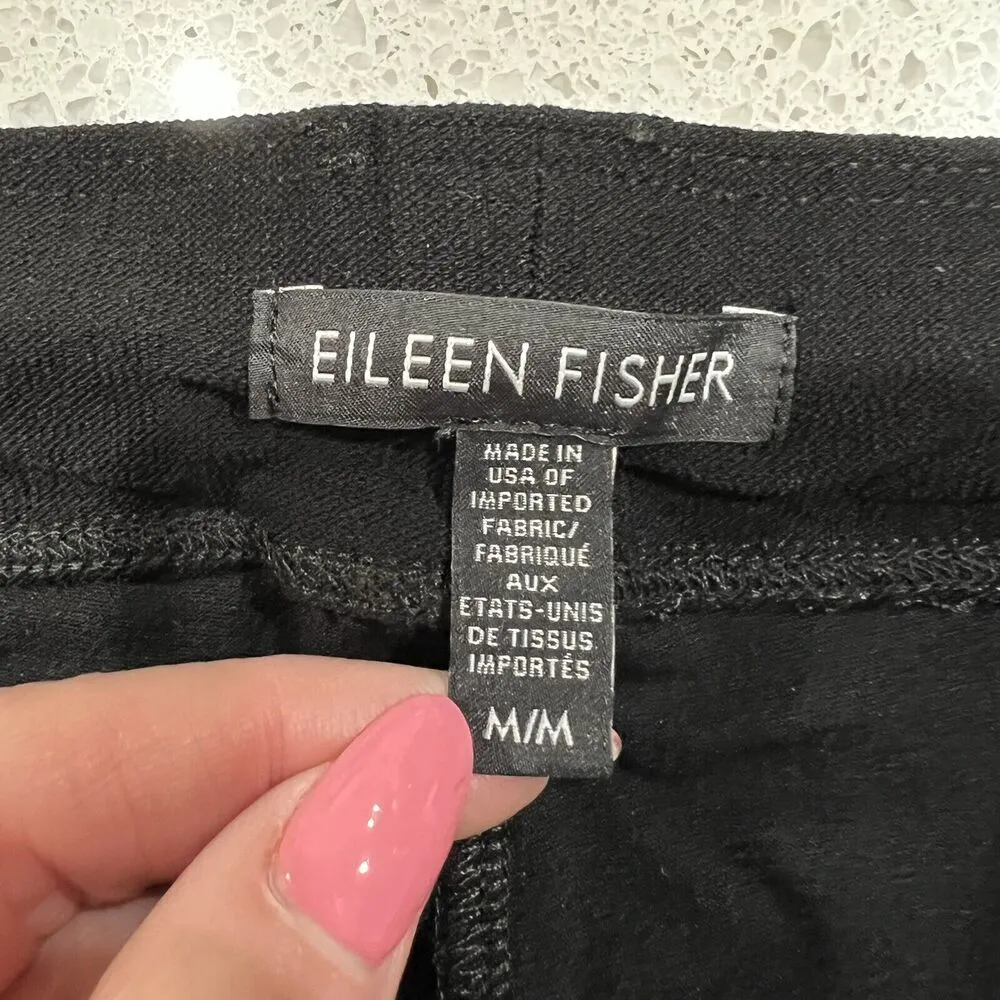 EILEEN FISHER
MADE IN
USA OF
IMPORTED
FABRIC/
FABRIQUÉ
AUX
ETATS-UNIS
DE TISSUS
IMPORTÉS
M/M